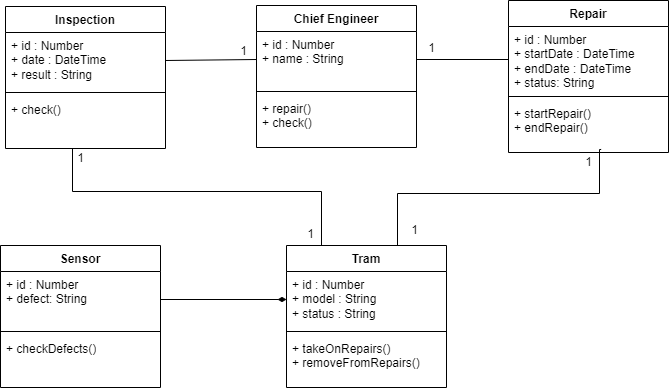 Inspection
+ id : Number
+ date : DateTime
+ result : String
+ check()
1
Chief Engineer
+ id : Number
+ name : String
+ repair()
+ check()
1
Repair
+ id : Number
+ startDate : DateTime
+ endDate : DateTime
+ status: String
+ startRepair()
+ endRepair()
1
1
1
1
Sensor
+ id : Number
+ defect: String
+ checkDefects()
Tram
+ id : Number
+ model : String
+ status : String
+ takeOnRepairs()
+ removeFromRepairs()